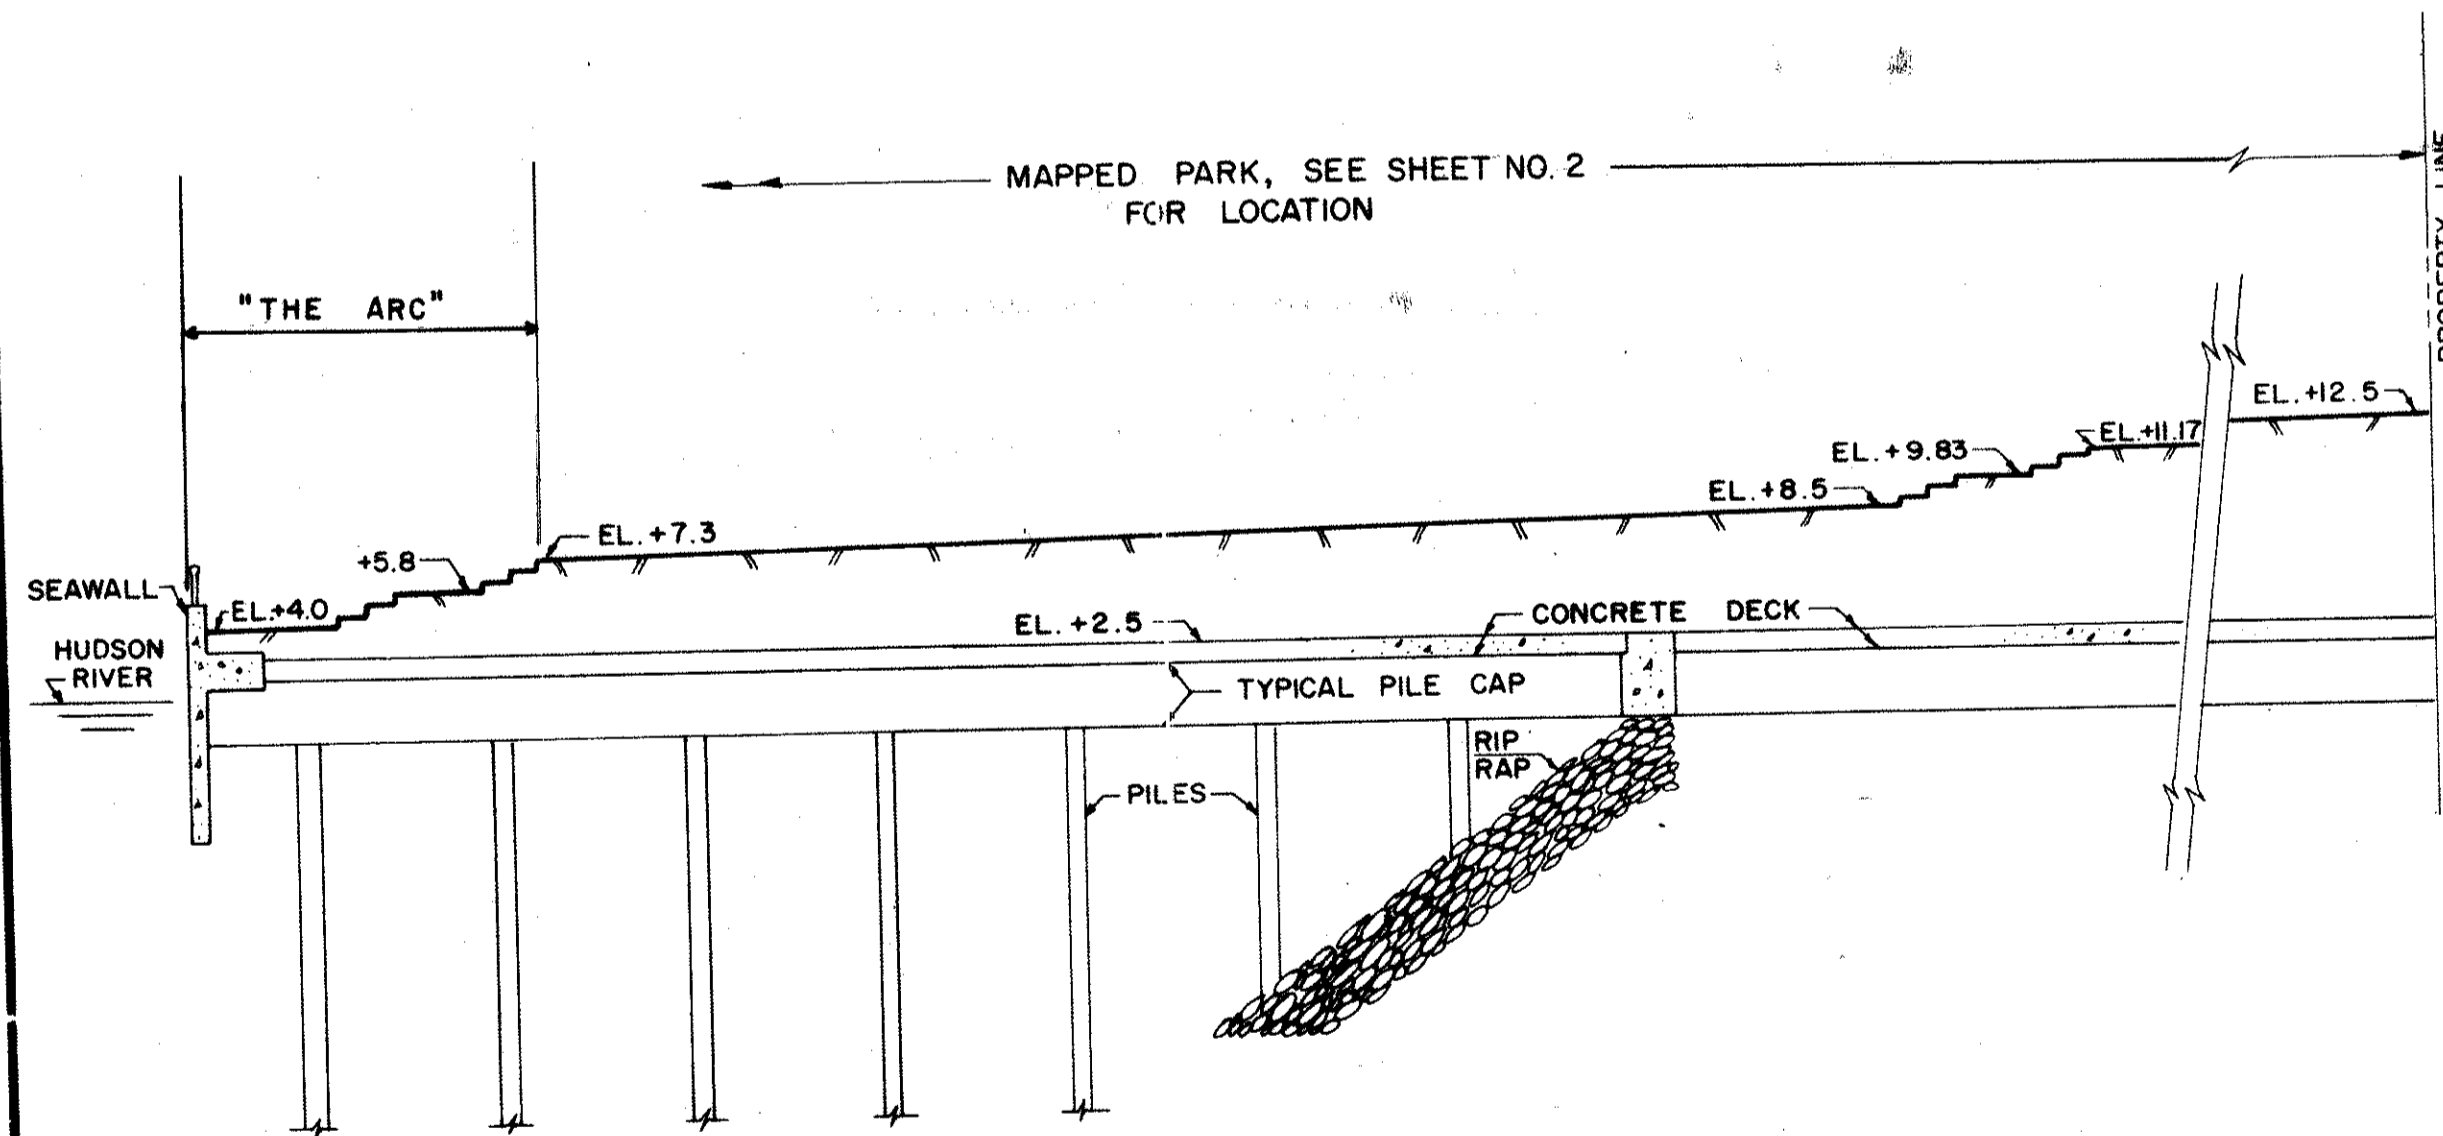 MAPPED PARK, SEE SHEET NO. 2
FOR LOCATION
PROPERTY LINE
"THE ARC"
EL.+12.5
EL.+11.17
EL.+9.83
EL.+8.5
EL.+7.3
+5.8
SEAWALL
EL.+4.0
HUDSON
RIVER
EL. +2.5
CONCRETE DECK
TYPICAL PILE CAP
RIP
RAP
PILES